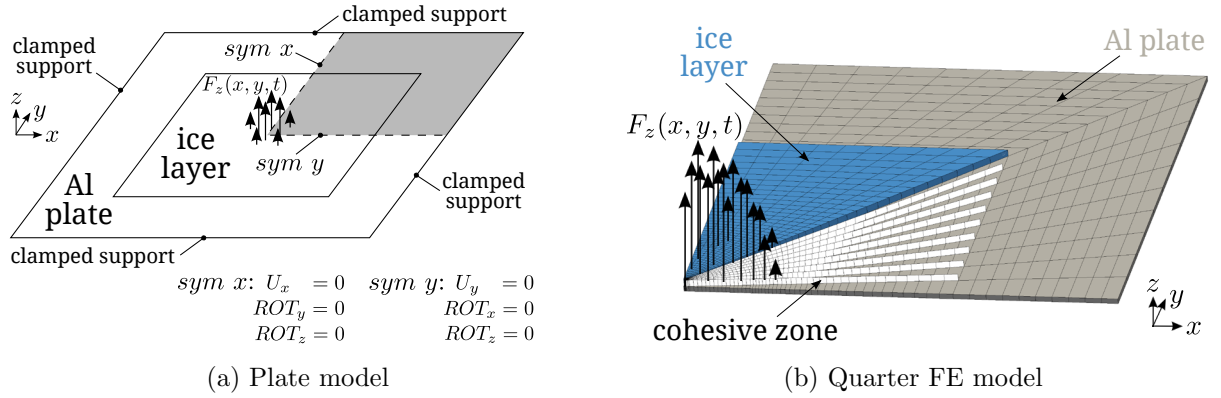 clamped support
clamped
support
sym x
F_z(x, y, t)
z
y
x
ice
layer
sym y
Al
plate
clamped
support
clamped support
sym x: U_x = 0 sym y: U_y = 0
ROT_y = 0 ROT_x = 0
ROT_z = 0 ROT_z = 0
(a) Plate model
ice
layer
Al plate
F_z(x, y, t)
cohesive zone
z
y
x
(b) Quarter FE model